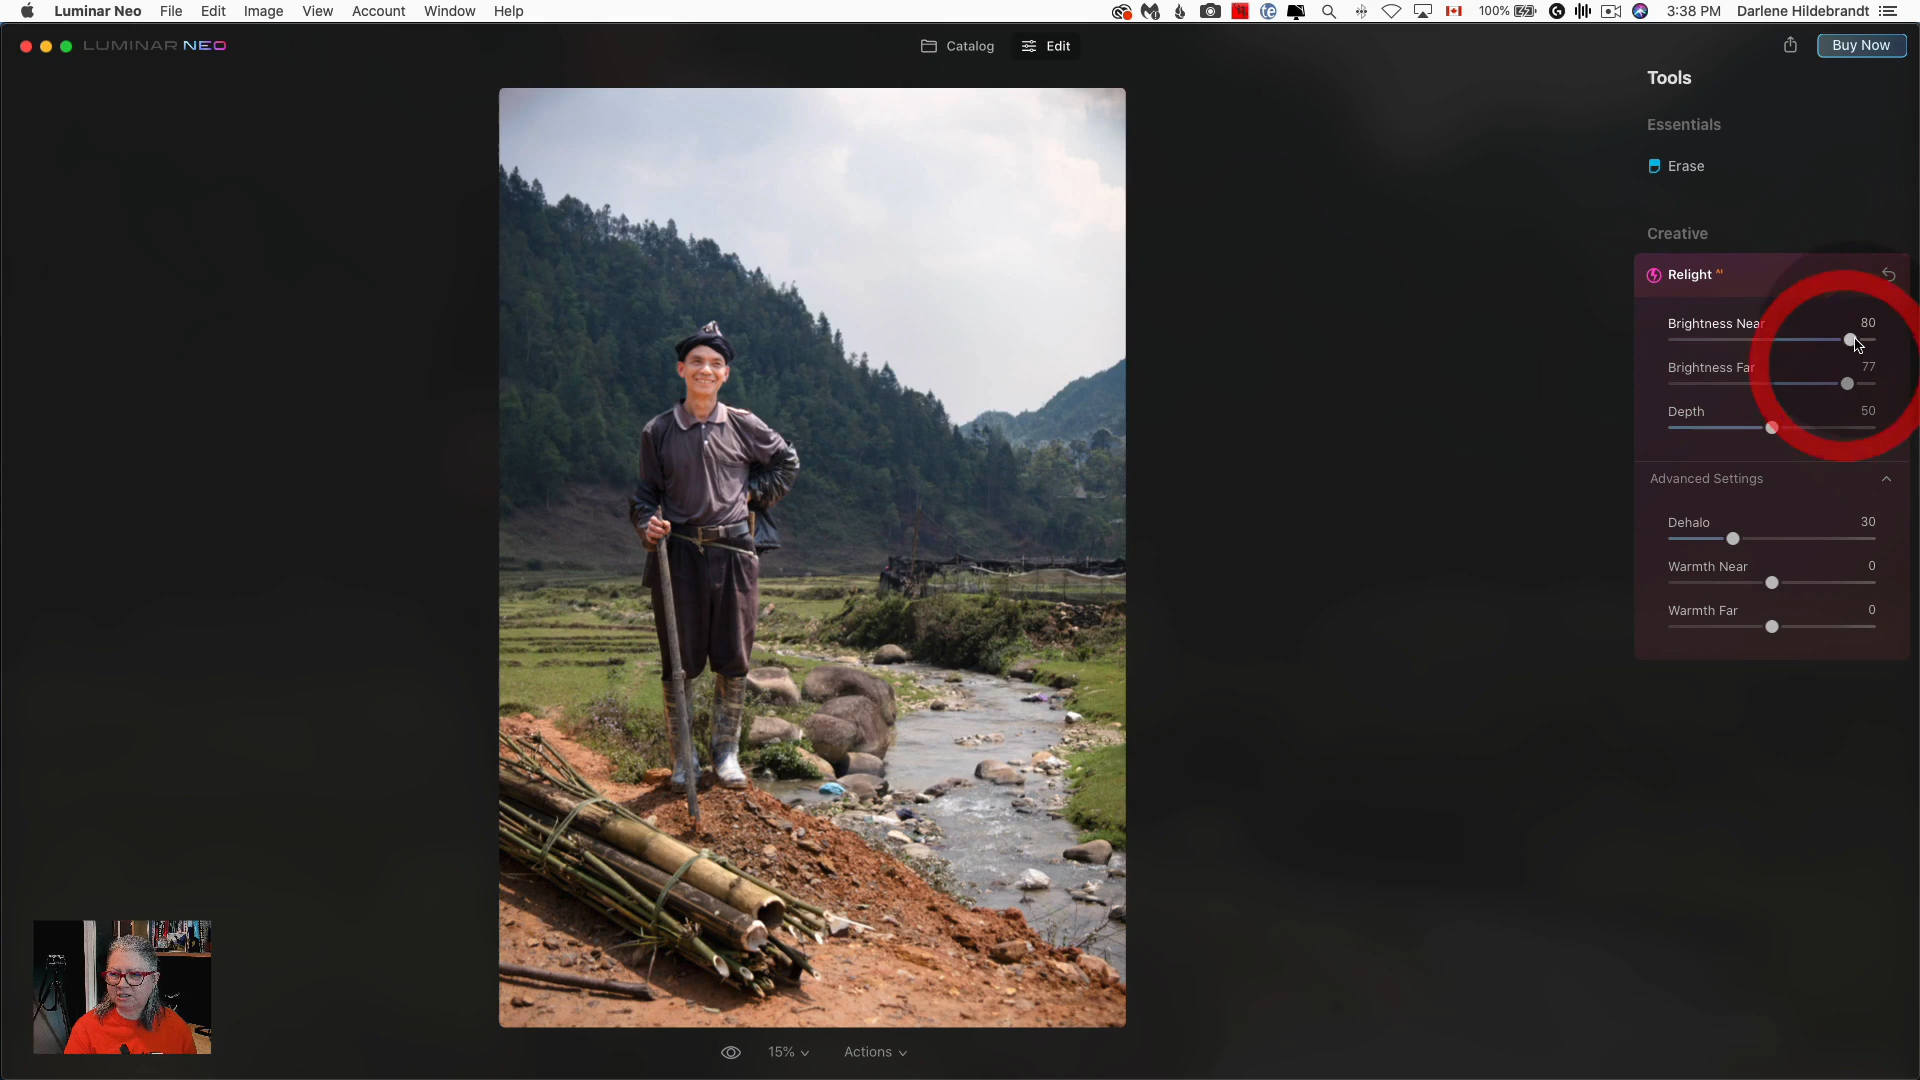 Luminar Neo File Edit Image View Account Window Help 100% 3:38 PM Darlene Hildebrandt
LUMINAR NEO Catalog Edit Buy Now
Tools
Essentials
Erase
Creative
Relight AI
Brightness Near 80
Brightness Far 77
Depth 50
Advanced Settings
Dehalo 30
Warmth Near 0
Warmth Far 0
15% Actions